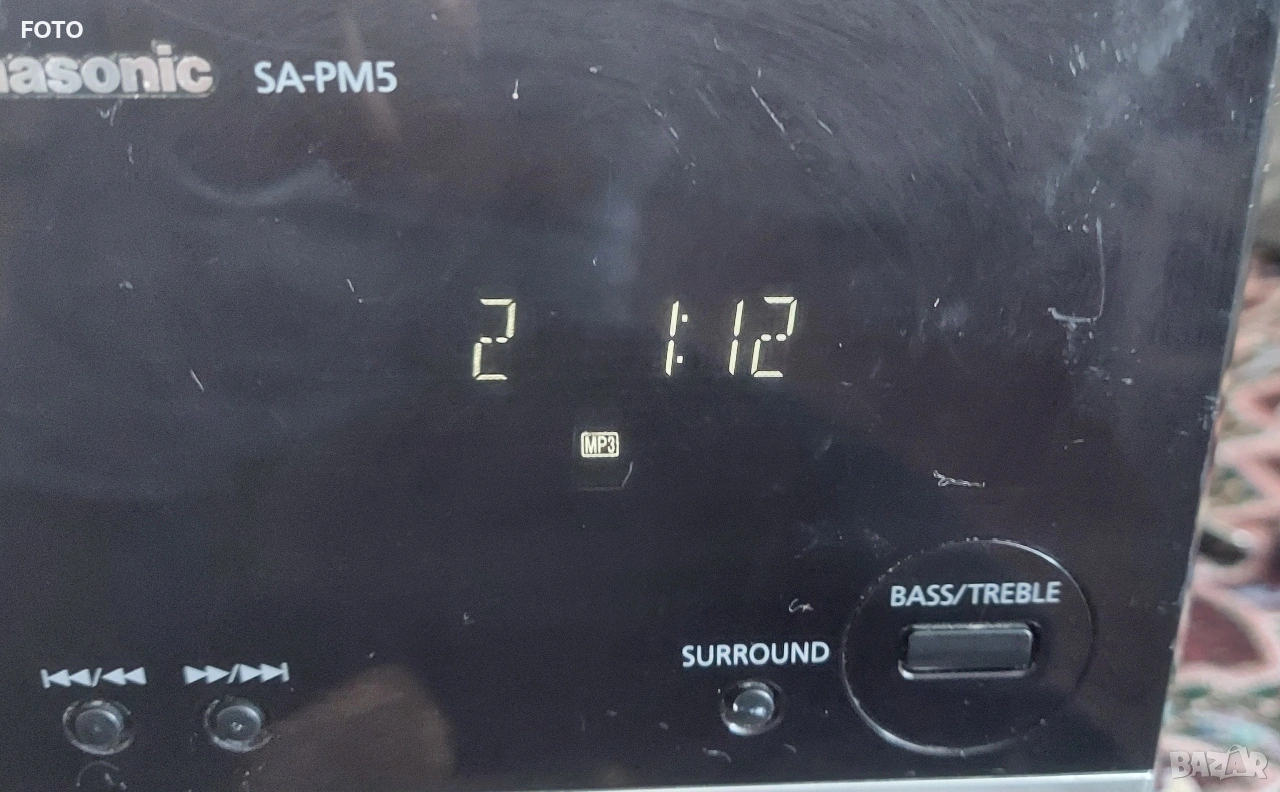 FOTO
nasonic SA-PM5
2 1:12
MP3
BASS/TREBLE
SURROUND
BAZAR